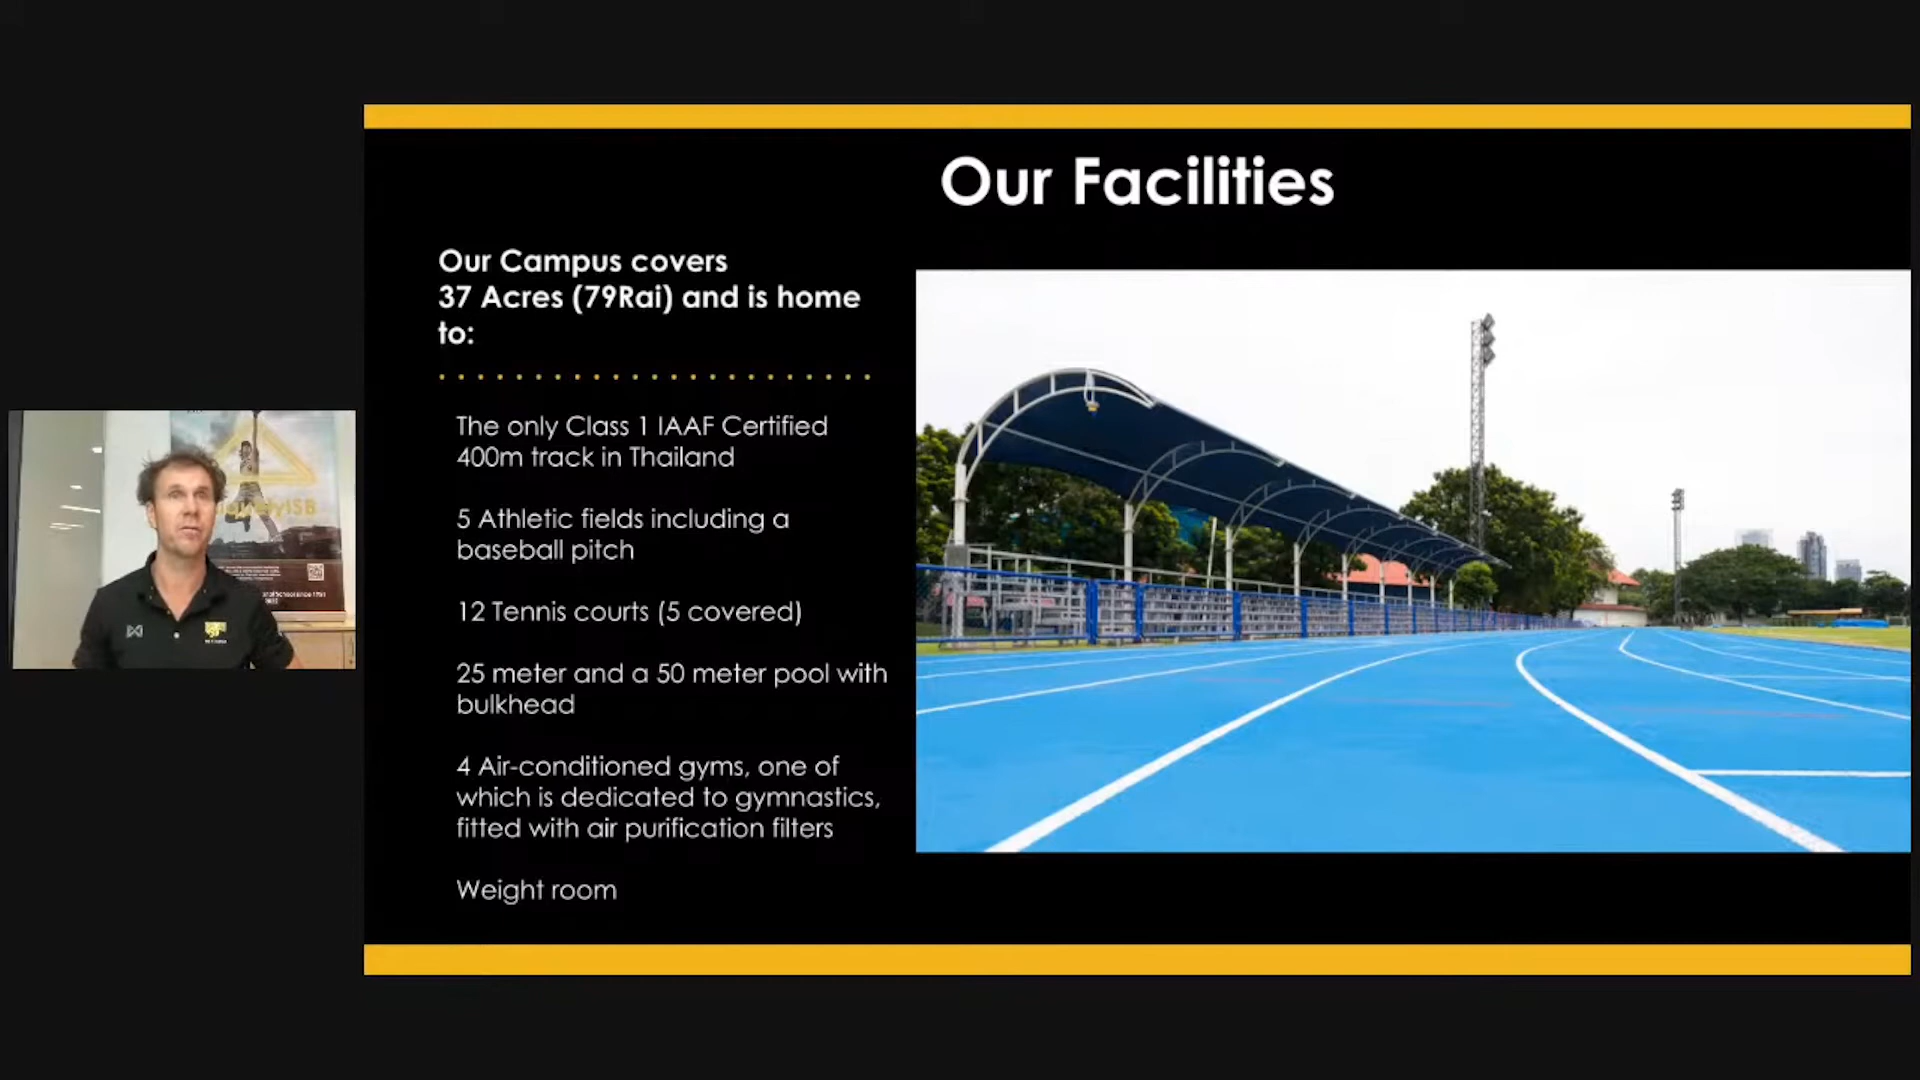 Our Facilities
Our Campus covers
37 Acres (79Rai) and is home
to:
The only Class 1 IAAF Certified
400m track in Thailand
5 Athletic fields including a
baseball pitch
12 Tennis courts (5 covered)
25 meter and a 50 meter pool with
bulkhead
4 Air-conditioned gyms, one of
which is dedicated to gymnastics,
fitted with air purification filters
Weight room